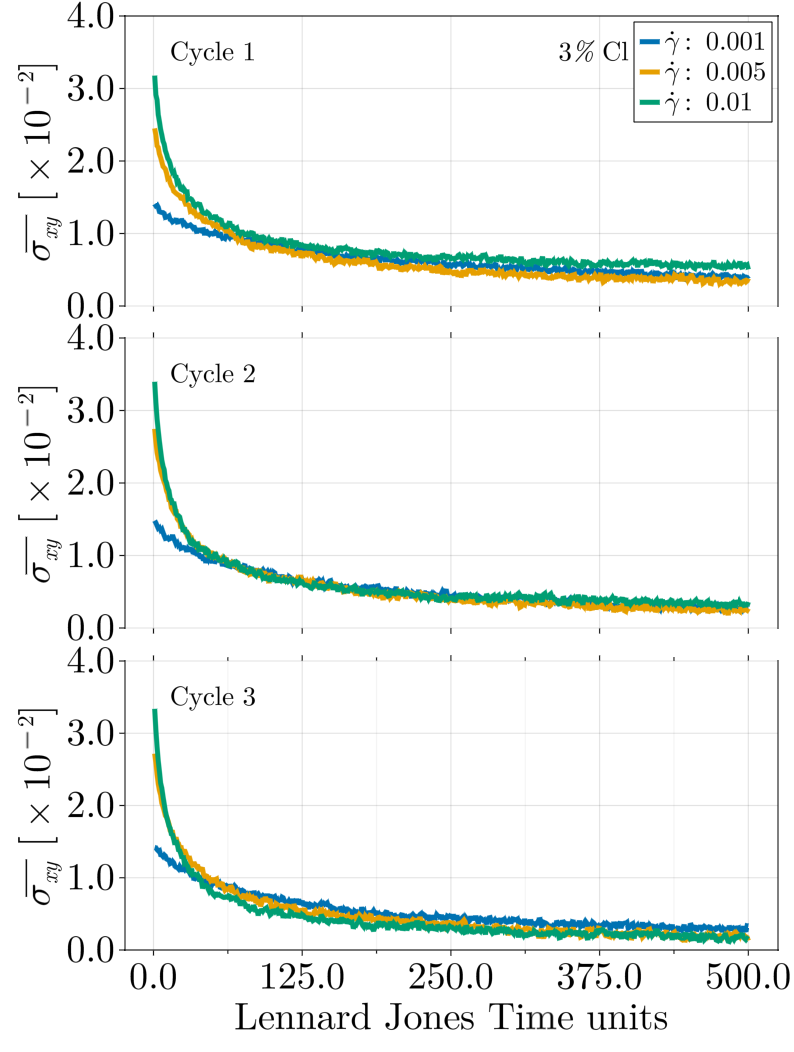 4.0
Cycle 1
3% Cl
γ̇ : 0.001
γ̇ : 0.005
γ̇ : 0.01
3.0
2.0
1.0
0.0
σxy [ × 10−2]
4.0
Cycle 2
3.0
2.0
1.0
0.0
σxy [ × 10−2]
4.0
Cycle 3
3.0
2.0
1.0
0.0
σxy [ × 10−2]
0.0 125.0 250.0 375.0 500.0
Lennard Jones Time units